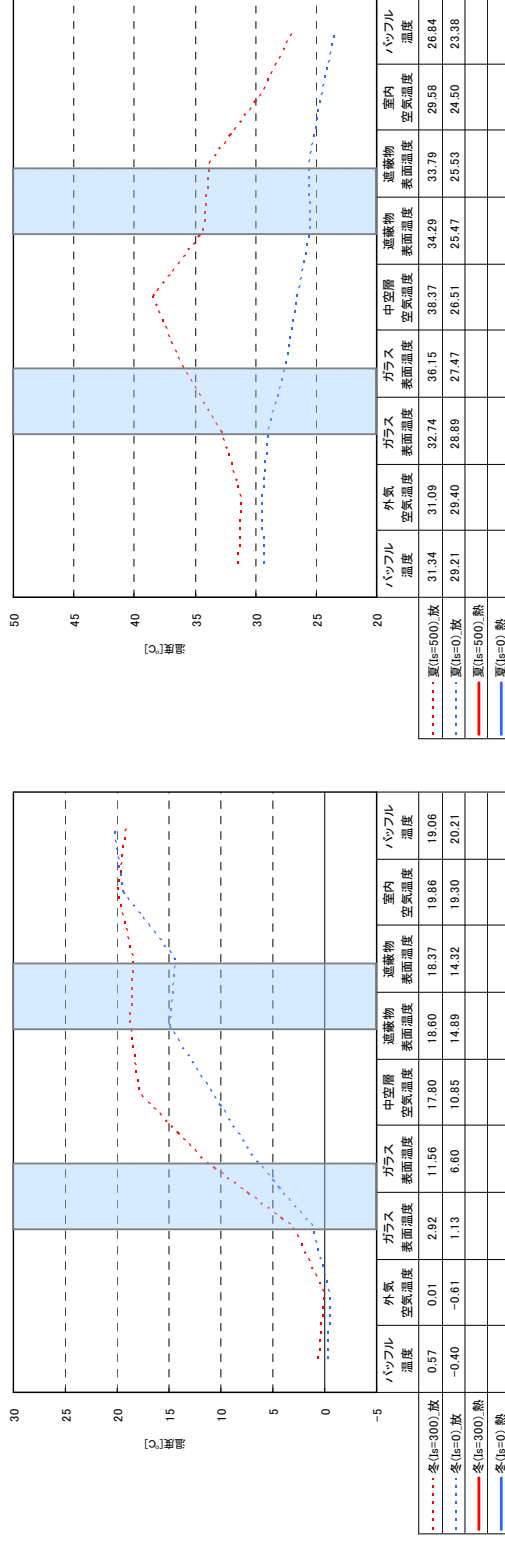 50
45
40
35
30
25
20
温度[℃]
バッフル 温度
外気 空気温度
ガラス 表面温度
ガラス 表面温度
中空層 空気温度
遮蔽物 表面温度
遮蔽物 表面温度
室内 空気温度
バッフル 温度
夏(Is=500)_放 31.34 31.09 32.74 36.15 38.37 34.29 33.79 29.58 26.84
夏(Is=0)_放 29.21 29.40 28.89 27.47 26.51 25.47 25.53 24.50 23.38
夏(Is=500)_熱
夏(Is=0)_熱
30
25
20
15
10
5
0
-5
温度[℃]
バッフル 温度
外気 空気温度
ガラス 表面温度
ガラス 表面温度
中空層 空気温度
遮蔽物 表面温度
遮蔽物 表面温度
室内 空気温度
バッフル 温度
冬(Is=300)_放 0.57 0.01 2.92 11.56 17.80 18.60 18.37 19.86 19.06
冬(Is=0)_放 -0.40 -0.61 1.13 6.60 10.85 14.89 14.32 19.30 20.21
冬(Is=300)_熱
冬(Is=0)_熱